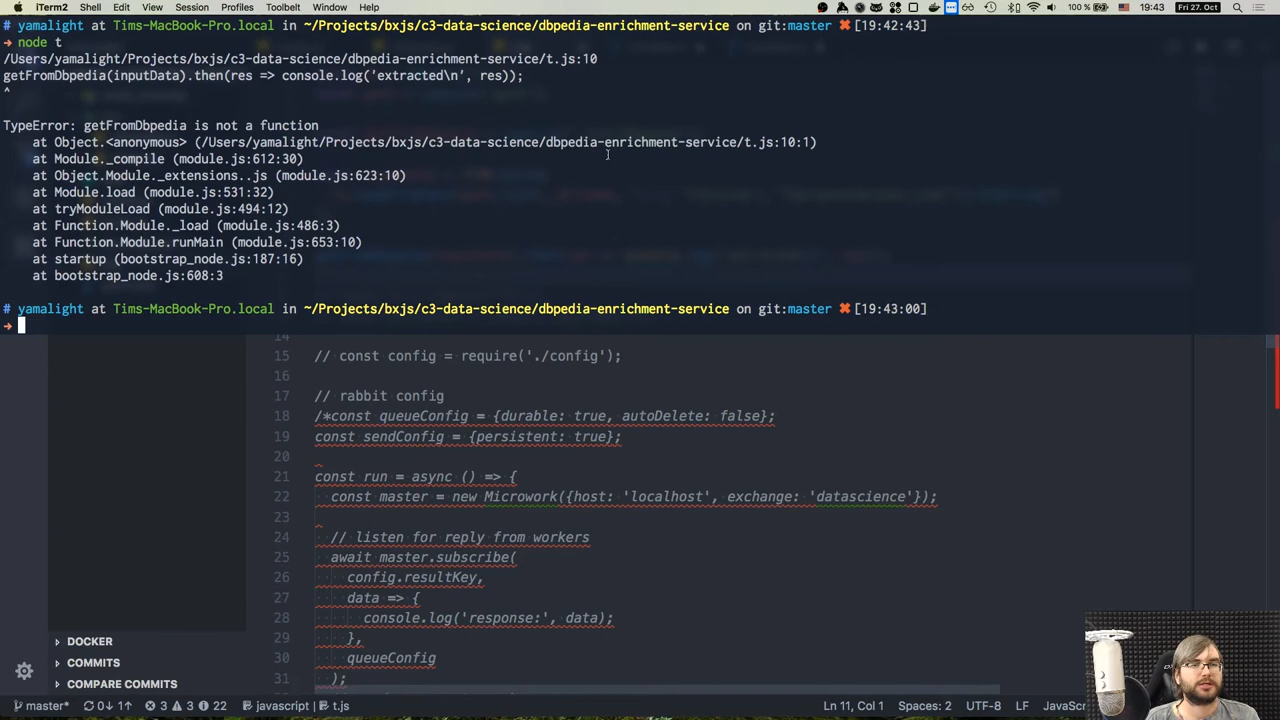 iTerm2 Shell Edit View Session Profiles Toolbelt Window Help 100 % 19:43 Fri 27. Oct
# yamalight at Tims-MacBook-Pro.local in ~/Projects/bxjs/c3-data-science/dbpedia-enrichment-service on git:master ✖ [19:42:43]
→ node t
/Users/yamalight/Projects/bxjs/c3-data-science/dbpedia-enrichment-service/t.js:10
getFromDbpedia(inputData).then(res => console.log('extracted\n', res));
^
TypeError: getFromDbpedia is not a function
at Object.<anonymous> (/Users/yamalight/Projects/bxjs/c3-data-science/dbpedia-enrichment-service/t.js:10:1)
at Module._compile (module.js:612:30)
at Object.Module._extensions..js (module.js:623:10)
at Module.load (module.js:531:32)
at tryModuleLoad (module.js:494:12)
at Function.Module._load (module.js:486:3)
at Function.Module.runMain (module.js:653:10)
at startup (bootstrap_node.js:187:16)
at bootstrap_node.js:608:3
# yamalight at Tims-MacBook-Pro.local in ~/Projects/bxjs/c3-data-science/dbpedia-enrichment-service on git:master ✖ [19:43:00]
→
14
15 // const config = require('./config');
16
17 // rabbit config
18 /*const queueConfig = {durable: true, autoDelete: false};
19 const sendConfig = {persistent: true};
20
21 const run = async () => {
22 const master = new Microwork({host: 'localhost', exchange: 'datascience'});
23
24 // listen for reply from workers
25 await master.subscribe(
26 config.resultKey,
27 data => {
28 console.log('response:', data);
29 },
30 queueConfig
31 );
DOCKER
COMMITS
COMPARE COMMITS
master* 0↓ 1↑ 3 3 22 javascript | t.js Ln 11, Col 1 Spaces: 2 UTF-8 LF